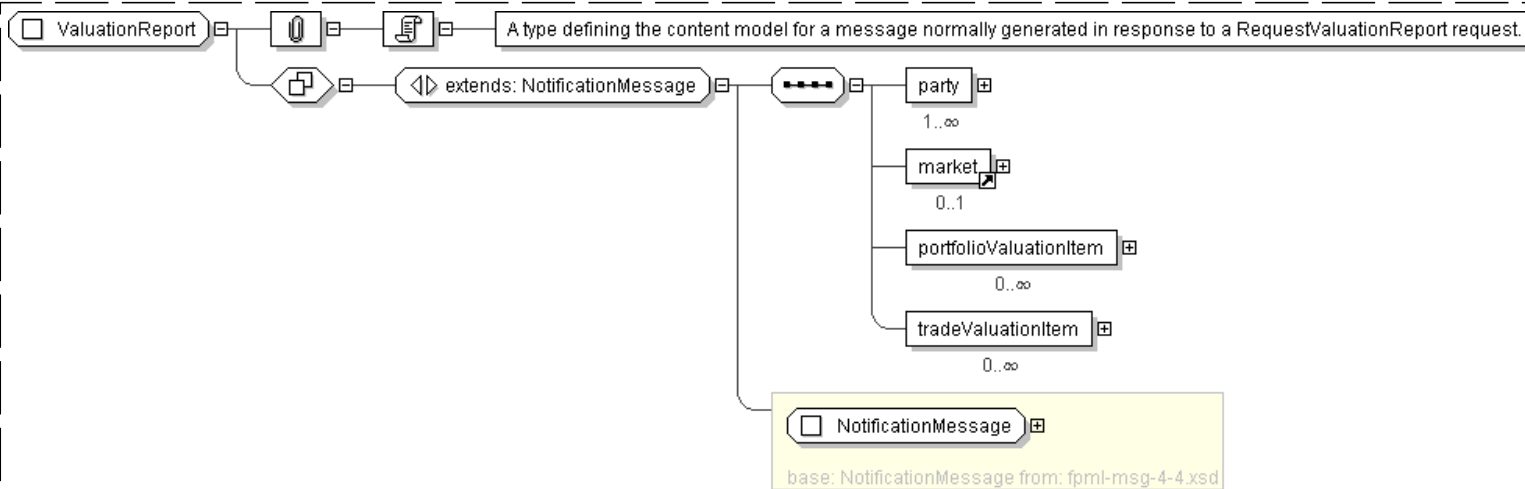 ValuationReport
A type defining the content model for a message normally generated in response to a RequestValuationReport request.
extends: NotificationMessage
party
1..∞
market
0..1
portfolioValuationItem
0..∞
tradeValuationItem
0..∞
NotificationMessage
base: NotificationMessage from: fpml-msg-4-4.xsd